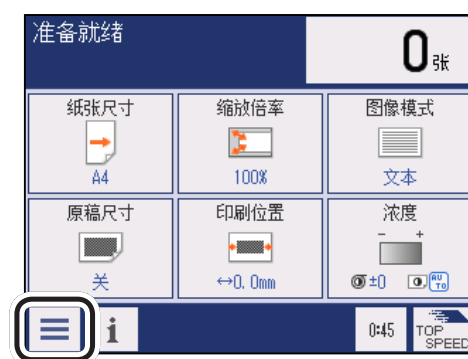 准备就绪
0张
纸张尺寸
缩放倍率
图像模式
A4
100%
文本
原稿尺寸
印刷位置
浓度
- +
关
↔0.0mm
±0 AUTO
i
0:45
TOP SPEED